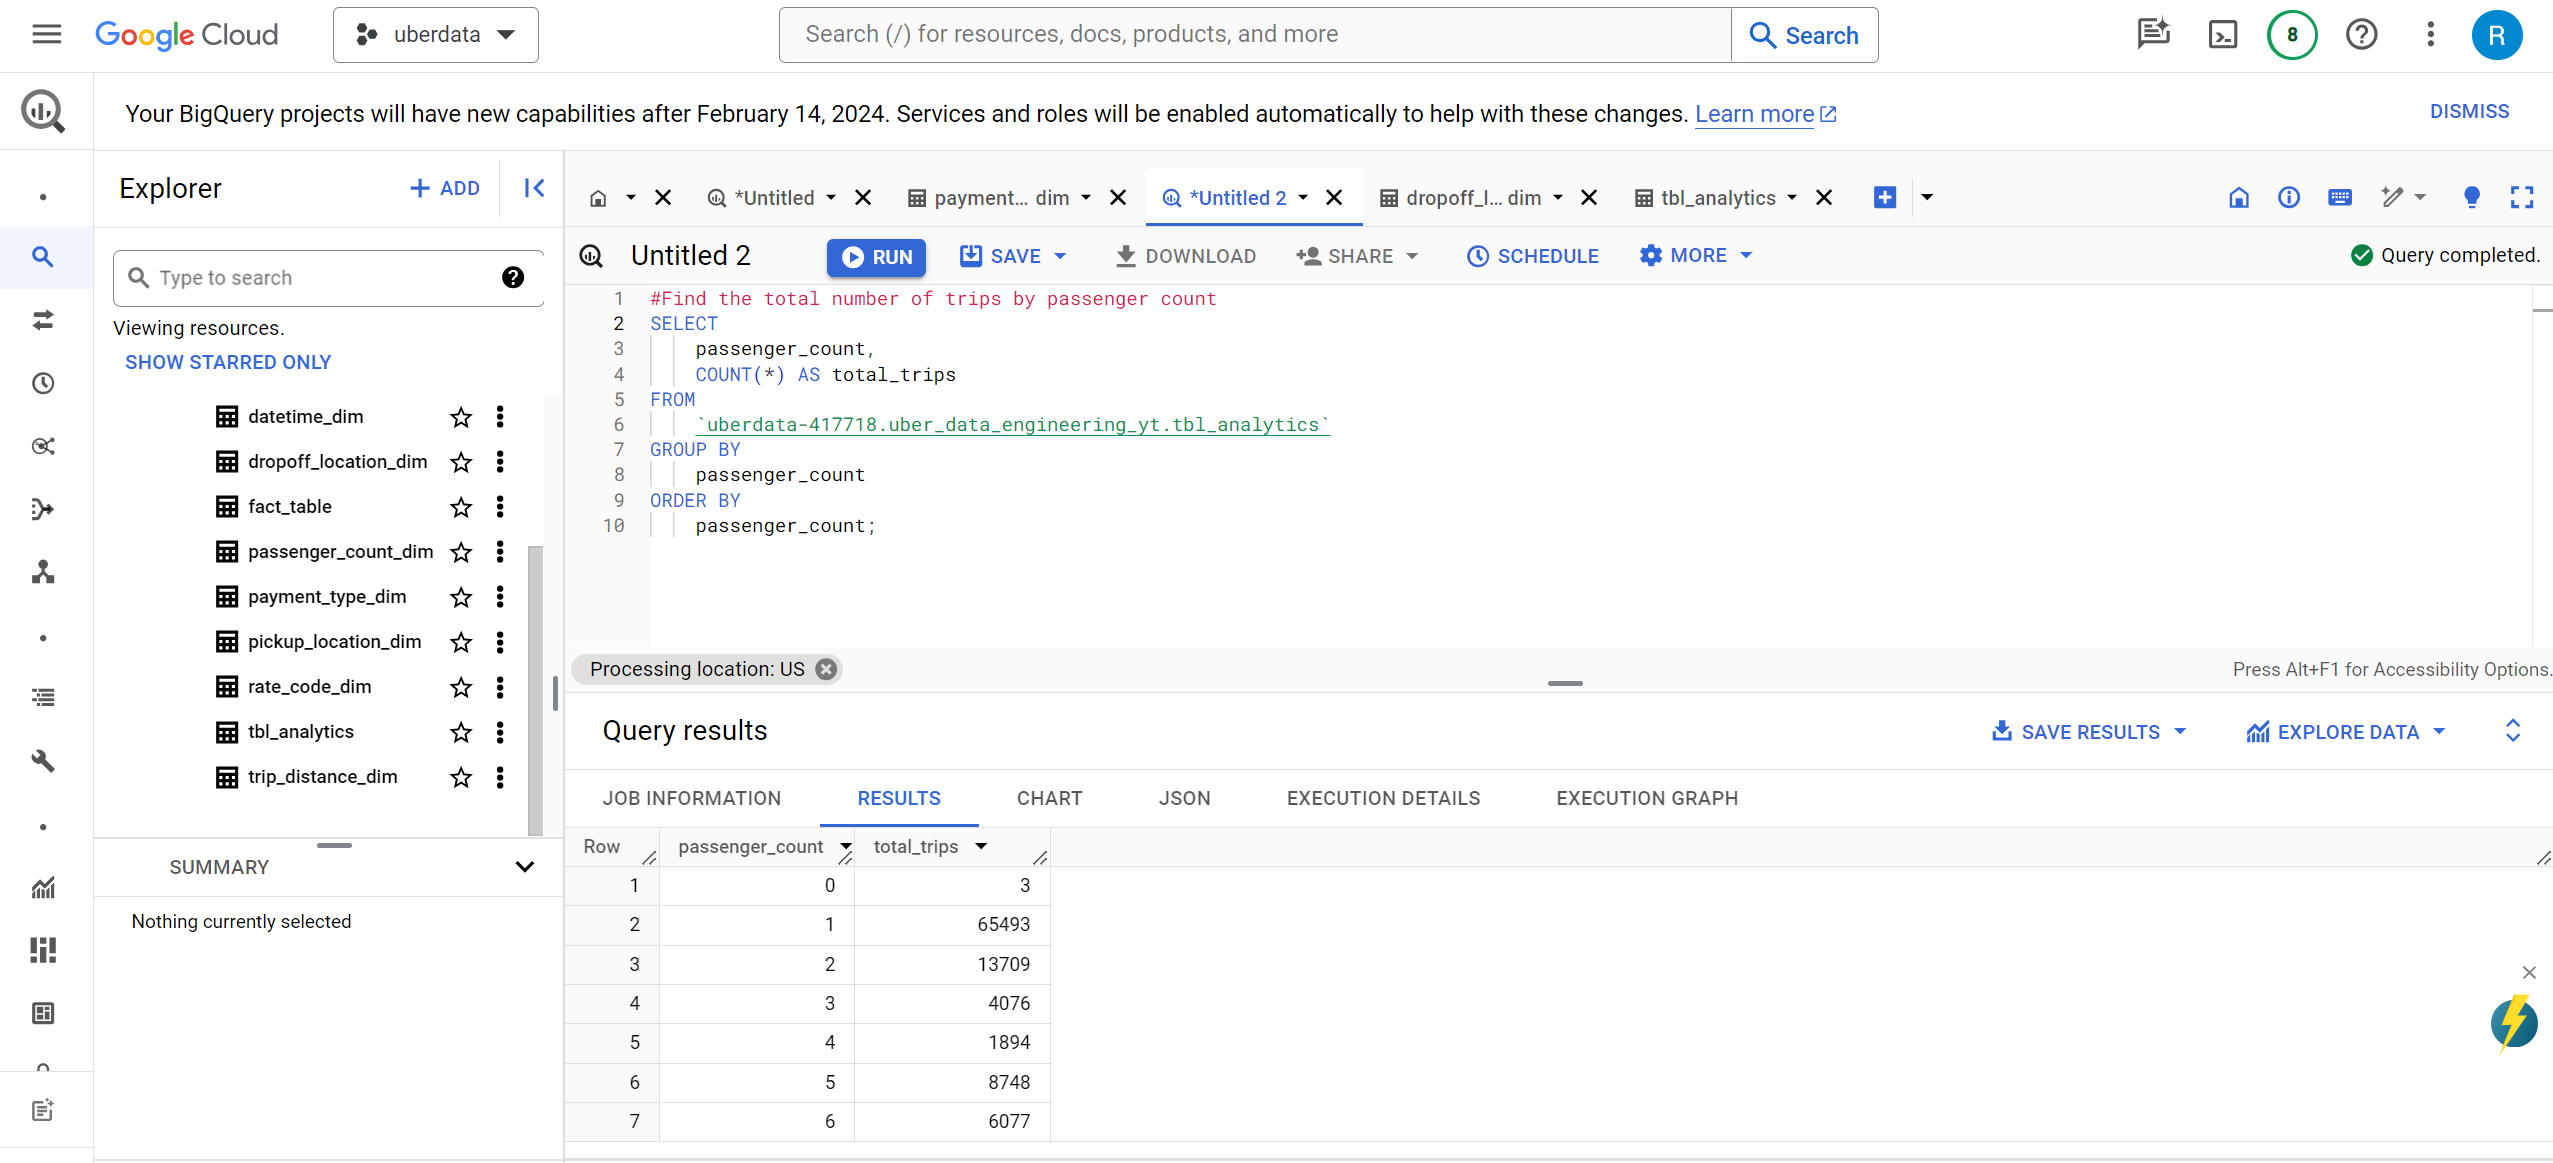 Google Cloud
uberdata
Search (/) for resources, docs, products, and more
Search
8
R
Your BigQuery projects will have new capabilities after February 14, 2024. Services and roles will be enabled automatically to help with these changes. Learn more
DISMISS
Explorer
+ ADD
Type to search
Viewing resources.
SHOW STARRED ONLY
datetime_dim
dropoff_location_dim
fact_table
passenger_count_dim
payment_type_dim
pickup_location_dim
rate_code_dim
tbl_analytics
trip_distance_dim
SUMMARY
Nothing currently selected
*Untitled
payment... dim
*Untitled 2
dropoff_l... dim
tbl_analytics
Untitled 2
RUN
SAVE
DOWNLOAD
SHARE
SCHEDULE
MORE
Query completed.
1 #Find the total number of trips by passenger count
2 SELECT
3 passenger_count,
4 COUNT(*) AS total_trips
5 FROM
6 `uberdata-417718.uber_data_engineering_yt.tbl_analytics`
7 GROUP BY
8 passenger_count
9 ORDER BY
10 passenger_count;
Processing location: US
Press Alt+F1 for Accessibility Options.
Query results
SAVE RESULTS
EXPLORE DATA
JOB INFORMATION RESULTS CHART JSON EXECUTION DETAILS EXECUTION GRAPH
Row passenger_count total_trips
1 0 3
2 1 65493
3 2 13709
4 3 4076
5 4 1894
6 5 8748
7 6 6077